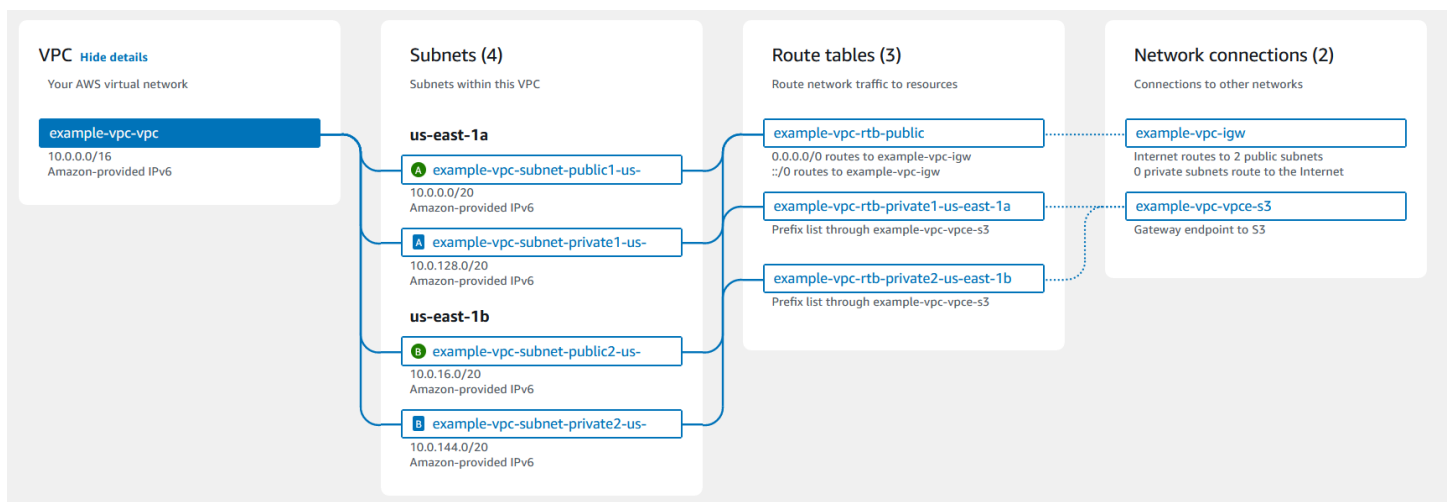 VPC Hide details
Your AWS virtual network
example-vpc-vpc
10.0.0.0/16
Amazon-provided IPv6
Subnets (4)
Subnets within this VPC
us-east-1a
A example-vpc-subnet-public1-us-
10.0.0.0/20
Amazon-provided IPv6
A example-vpc-subnet-private1-us-
10.0.128.0/20
Amazon-provided IPv6
us-east-1b
B example-vpc-subnet-public2-us-
10.0.16.0/20
Amazon-provided IPv6
B example-vpc-subnet-private2-us-
10.0.144.0/20
Amazon-provided IPv6
Route tables (3)
Route network traffic to resources
example-vpc-rtb-public
0.0.0.0/0 routes to example-vpc-igw
::/0 routes to example-vpc-igw
example-vpc-rtb-private1-us-east-1a
Prefix list through example-vpc-vpce-s3
example-vpc-rtb-private2-us-east-1b
Prefix list through example-vpc-vpce-s3
Network connections (2)
Connections to other networks
example-vpc-igw
Internet routes to 2 public subnets
0 private subnets route to the Internet
example-vpc-vpce-s3
Gateway endpoint to S3